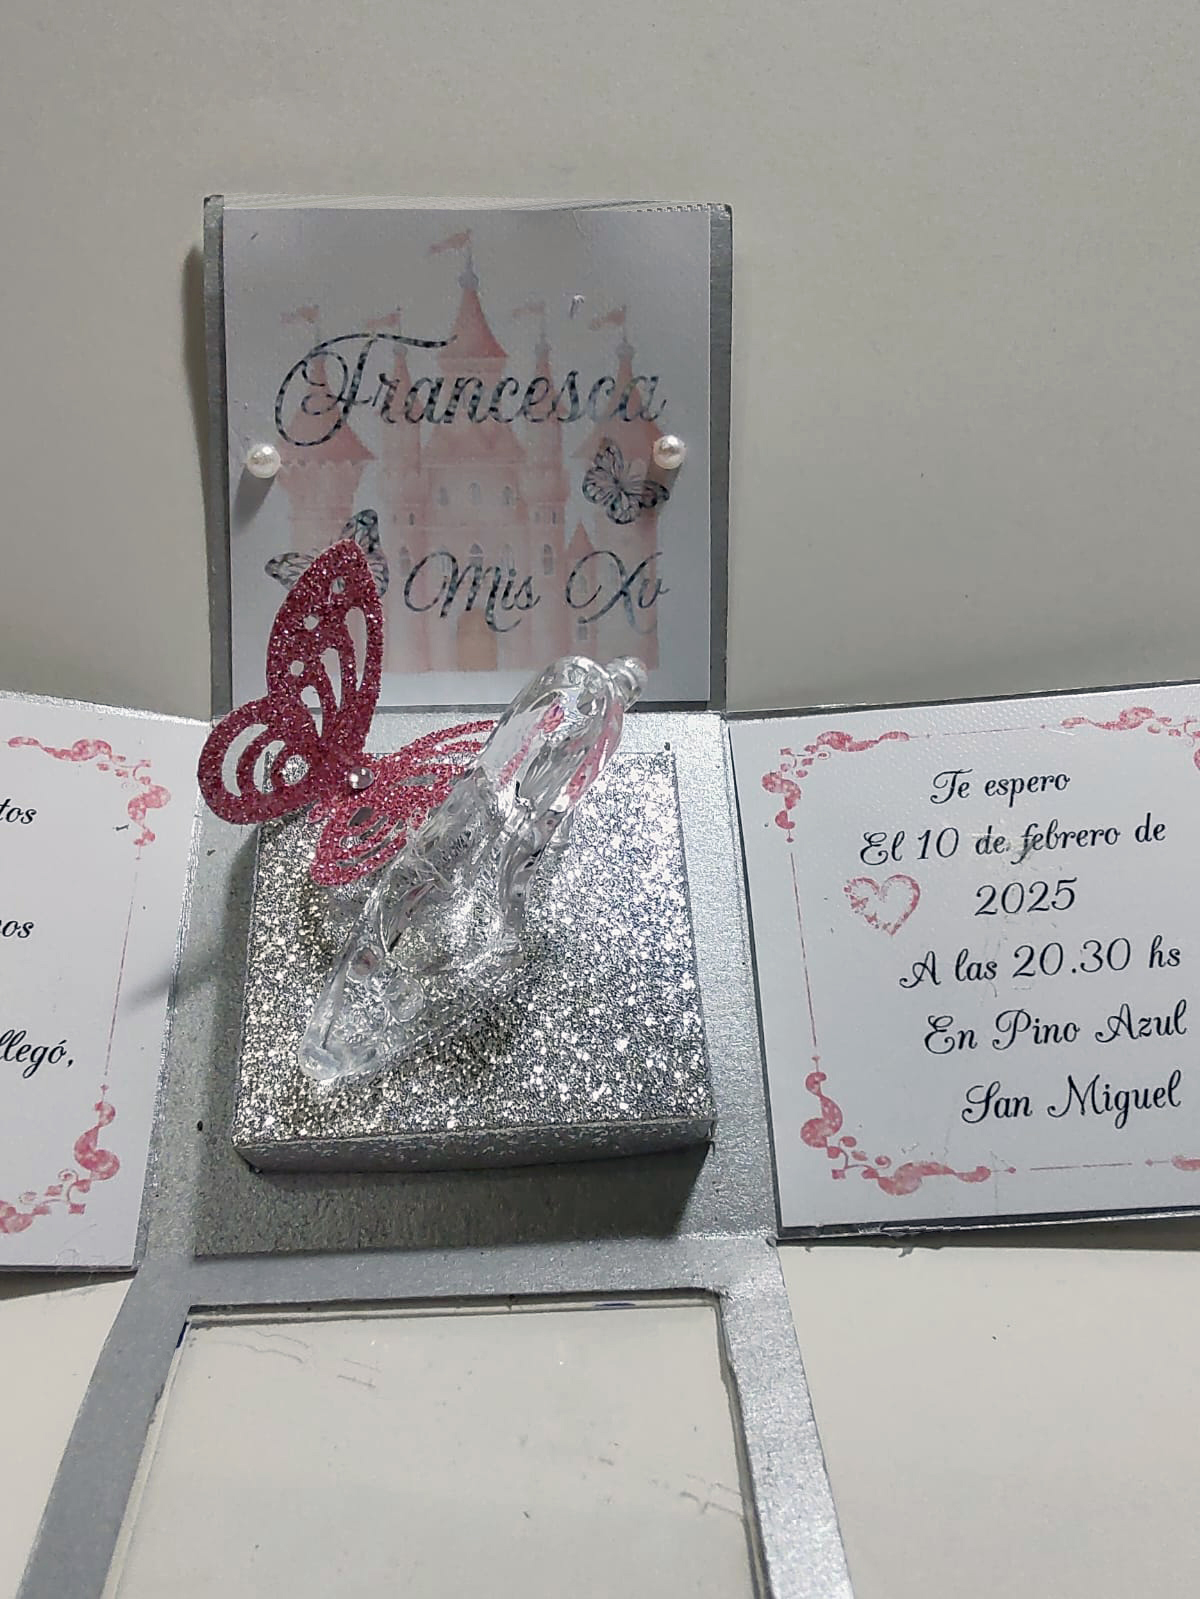 Francesca
Mis Xv
llegó,
Te espero
El 10 de febrero de
2025
A las 20.30 hs
En Pino Azul
San Miguel